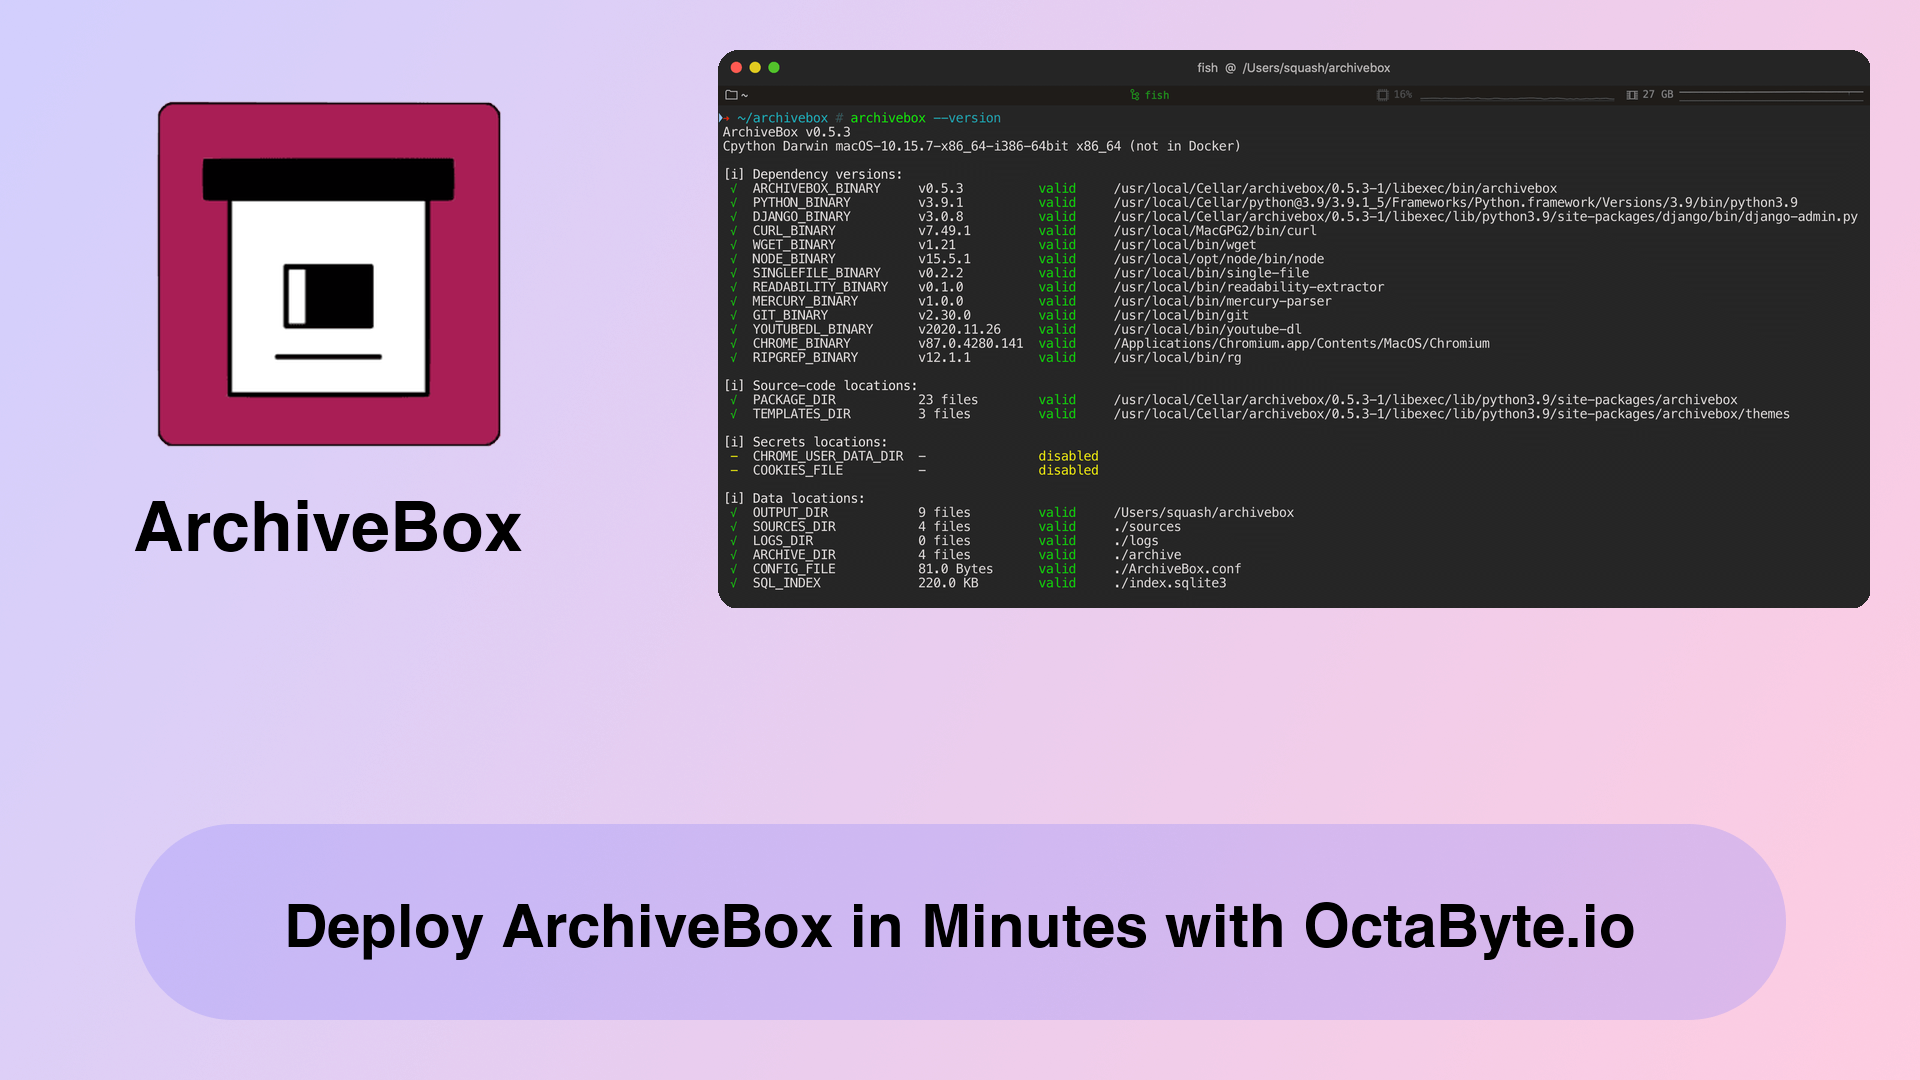 ArchiveBox
fish @ /Users/squash/archivebox
~ fish 16% 27 GB
~/archivebox # archivebox --version
ArchiveBox v0.5.3
Cpython Darwin macOS-10.15.7-x86_64-i386-64bit x86_64 (not in Docker)
[i] Dependency versions:
√ ARCHIVEBOX_BINARY v0.5.3 valid /usr/local/Cellar/archivebox/0.5.3-1/libexec/bin/archivebox
√ PYTHON_BINARY v3.9.1 valid /usr/local/Cellar/python@3.9/3.9.1_5/Frameworks/Python.framework/Versions/3.9/bin/python3.9
√ DJANGO_BINARY v3.0.8 valid /usr/local/Cellar/archivebox/0.5.3-1/libexec/lib/python3.9/site-packages/django/bin/django-admin.py
√ CURL_BINARY v7.49.1 valid /usr/local/MacGPG2/bin/curl
√ WGET_BINARY v1.21 valid /usr/local/bin/wget
√ NODE_BINARY v15.5.1 valid /usr/local/opt/node/bin/node
√ SINGLEFILE_BINARY v0.2.2 valid /usr/local/bin/single-file
√ READABILITY_BINARY v0.1.0 valid /usr/local/bin/readability-extractor
√ MERCURY_BINARY v1.0.0 valid /usr/local/bin/mercury-parser
√ GIT_BINARY v2.30.0 valid /usr/local/bin/git
√ YOUTUBEDL_BINARY v2020.11.26 valid /usr/local/bin/youtube-dl
√ CHROME_BINARY v87.0.4280.141 valid /Applications/Chromium.app/Contents/MacOS/Chromium
√ RIPGREP_BINARY v12.1.1 valid /usr/local/bin/rg
[i] Source-code locations:
√ PACKAGE_DIR 23 files valid /usr/local/Cellar/archivebox/0.5.3-1/libexec/lib/python3.9/site-packages/archivebox
√ TEMPLATES_DIR 3 files valid /usr/local/Cellar/archivebox/0.5.3-1/libexec/lib/python3.9/site-packages/archivebox/themes
[i] Secrets locations:
- CHROME_USER_DATA_DIR - disabled
- COOKIES_FILE - disabled
[i] Data locations:
√ OUTPUT_DIR 9 files valid /Users/squash/archivebox
√ SOURCES_DIR 4 files valid ./sources
√ LOGS_DIR 0 files valid ./logs
√ ARCHIVE_DIR 4 files valid ./archive
√ CONFIG_FILE 81.0 Bytes valid ./ArchiveBox.conf
√ SQL_INDEX 220.0 KB valid ./index.sqlite3
Deploy ArchiveBox in Minutes with OctaByte.io